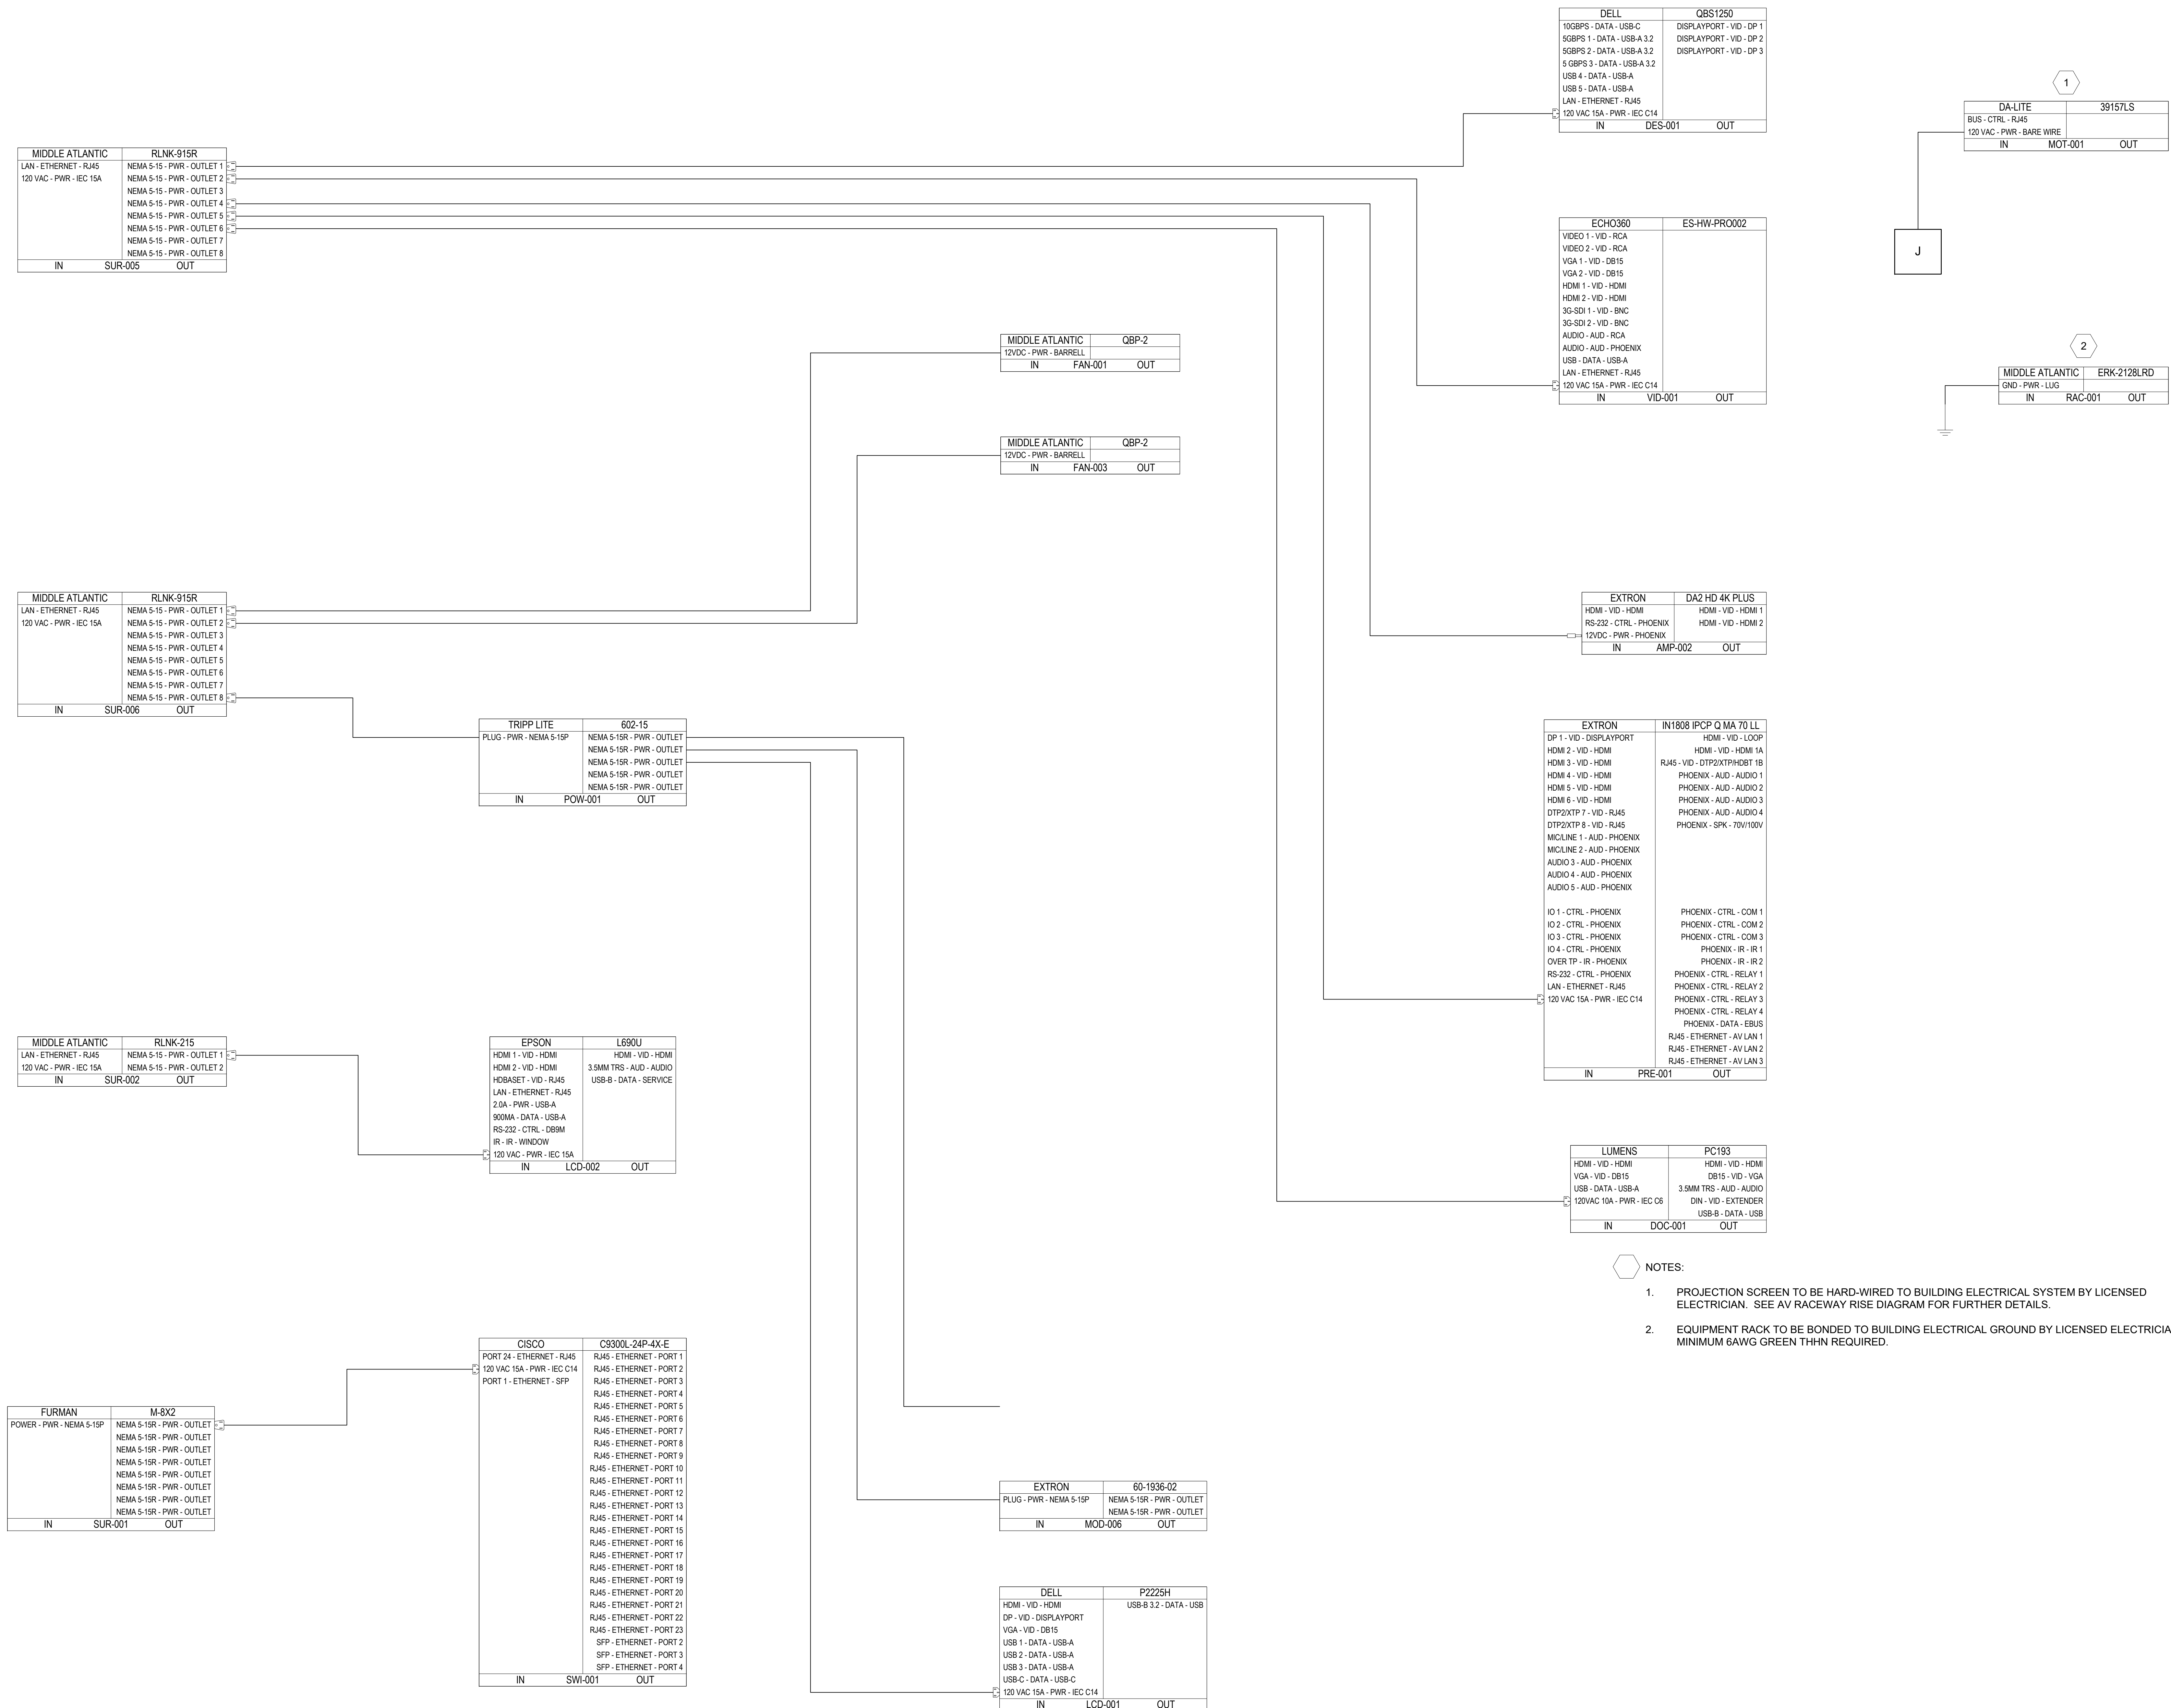 DELL QBS1250
10GBPS - DATA - USB-C DISPLAYPORT - VID - DP 1
5GBPS 1 - DATA - USB-A 3.2 DISPLAYPORT - VID - DP 2
5GBPS 2 - DATA - USB-A 3.2 DISPLAYPORT - VID - DP 3
5 GBPS 3 - DATA - USB-A 3.2
USB 4 - DATA - USB-A
USB 5 - DATA - USB-A
LAN - ETHERNET - RJ45
120 VAC 15A - PWR - IEC C14
IN DES-001 OUT
1
DA-LITE 39157LS
BUS - CTRL - RJ45
120 VAC - PWR - BARE WIRE
IN MOT-001 OUT
J
MIDDLE ATLANTIC RLNK-915R
LAN - ETHERNET - RJ45 NEMA 5-15 - PWR - OUTLET 1
120 VAC - PWR - IEC 15A NEMA 5-15 - PWR - OUTLET 2
NEMA 5-15 - PWR - OUTLET 3
NEMA 5-15 - PWR - OUTLET 4
NEMA 5-15 - PWR - OUTLET 5
NEMA 5-15 - PWR - OUTLET 6
NEMA 5-15 - PWR - OUTLET 7
NEMA 5-15 - PWR - OUTLET 8
IN SUR-005 OUT
ECHO360 ES-HW-PRO002
VIDEO 1 - VID - RCA
VIDEO 2 - VID - RCA
VGA 1 - VID - DB15
VGA 2 - VID - DB15
HDMI 1 - VID - HDMI
HDMI 2 - VID - HDMI
3G-SDI 1 - VID - BNC
3G-SDI 2 - VID - BNC
AUDIO - AUD - RCA
AUDIO - AUD - PHOENIX
USB - DATA - USB-A
LAN - ETHERNET - RJ45
120 VAC 15A - PWR - IEC C14
IN VID-001 OUT
MIDDLE ATLANTIC QBP-2
12VDC - PWR - BARRELL
IN FAN-001 OUT
2
MIDDLE ATLANTIC ERK-2128LRD
GND - PWR - LUG
IN RAC-001 OUT
MIDDLE ATLANTIC QBP-2
12VDC - PWR - BARRELL
IN FAN-003 OUT
MIDDLE ATLANTIC RLNK-915R
LAN - ETHERNET - RJ45 NEMA 5-15 - PWR - OUTLET 1
120 VAC - PWR - IEC 15A NEMA 5-15 - PWR - OUTLET 2
NEMA 5-15 - PWR - OUTLET 3
NEMA 5-15 - PWR - OUTLET 4
NEMA 5-15 - PWR - OUTLET 5
NEMA 5-15 - PWR - OUTLET 6
NEMA 5-15 - PWR - OUTLET 7
NEMA 5-15 - PWR - OUTLET 8
IN SUR-006 OUT
EXTRON DA2 HD 4K PLUS
HDMI - VID - HDMI HDMI - VID - HDMI 1
RS-232 - CTRL - PHOENIX HDMI - VID - HDMI 2
12VDC - PWR - PHOENIX
IN AMP-002 OUT
TRIPP LITE 602-15
PLUG - PWR - NEMA 5-15P NEMA 5-15R - PWR - OUTLET
NEMA 5-15R - PWR - OUTLET
NEMA 5-15R - PWR - OUTLET
NEMA 5-15R - PWR - OUTLET
NEMA 5-15R - PWR - OUTLET
IN POW-001 OUT
EXTRON IN1808 IPCP Q MA 70 LL
DP 1 - VID - DISPLAYPORT HDMI - VID - LOOP
HDMI 2 - VID - HDMI HDMI - VID - HDMI 1A
HDMI 3 - VID - HDMI RJ45 - VID - DTP2/XTP/HDBT 1B
HDMI 4 - VID - HDMI PHOENIX - AUD - AUDIO 1
HDMI 5 - VID - HDMI PHOENIX - AUD - AUDIO 2
HDMI 6 - VID - HDMI PHOENIX - AUD - AUDIO 3
DTP2/XTP 7 - VID - RJ45 PHOENIX - AUD - AUDIO 4
DTP2/XTP 8 - VID - RJ45 PHOENIX - SPK - 70V/100V
MIC/LINE 1 - AUD - PHOENIX
MIC/LINE 2 - AUD - PHOENIX
AUDIO 3 - AUD - PHOENIX
AUDIO 4 - AUD - PHOENIX
AUDIO 5 - AUD - PHOENIX
IO 1 - CTRL - PHOENIX PHOENIX - CTRL - COM 1
IO 2 - CTRL - PHOENIX PHOENIX - CTRL - COM 2
IO 3 - CTRL - PHOENIX PHOENIX - CTRL - COM 3
IO 4 - CTRL - PHOENIX PHOENIX - IR - IR 1
OVER TP - IR - PHOENIX PHOENIX - IR - IR 2
RS-232 - CTRL - PHOENIX PHOENIX - CTRL - RELAY 1
LAN - ETHERNET - RJ45 PHOENIX - CTRL - RELAY 2
120 VAC 15A - PWR - IEC C14 PHOENIX - CTRL - RELAY 3
PHOENIX - CTRL - RELAY 4
PHOENIX - DATA - EBUS
RJ45 - ETHERNET - AV LAN 1
RJ45 - ETHERNET - AV LAN 2
RJ45 - ETHERNET - AV LAN 3
IN PRE-001 OUT
MIDDLE ATLANTIC RLNK-215
LAN - ETHERNET - RJ45 NEMA 5-15 - PWR - OUTLET 1
120 VAC - PWR - IEC 15A NEMA 5-15 - PWR - OUTLET 2
IN SUR-002 OUT
EPSON L690U
HDMI 1 - VID - HDMI HDMI - VID - HDMI
HDMI 2 - VID - HDMI 3.5MM TRS - AUD - AUDIO
HDBASET - VID - RJ45 USB-B - DATA - SERVICE
LAN - ETHERNET - RJ45
2.0A - PWR - USB-A
900MA - DATA - USB-A
RS-232 - CTRL - DB9M
IR - IR - WINDOW
120 VAC - PWR - IEC 15A
IN LCD-002 OUT
LUMENS PC193
HDMI - VID - HDMI HDMI - VID - HDMI
VGA - VID - DB15 DB15 - VID - VGA
USB - DATA - USB-A 3.5MM TRS - AUD - AUDIO
120VAC 10A - PWR - IEC C6 DIN - VID - EXTENDER
USB-B - DATA - USB
IN DOC-001 OUT
NOTES:
1. PROJECTION SCREEN TO BE HARD-WIRED TO BUILDING ELECTRICAL SYSTEM BY LICENSED
ELECTRICIAN. SEE AV RACEWAY RISE DIAGRAM FOR FURTHER DETAILS.
2. EQUIPMENT RACK TO BE BONDED TO BUILDING ELECTRICAL GROUND BY LICENSED ELECTRICIA
MINIMUM 6AWG GREEN THHN REQUIRED.
CISCO C9300L-24P-4X-E
PORT 24 - ETHERNET - RJ45 RJ45 - ETHERNET - PORT 1
120 VAC 15A - PWR - IEC C14 RJ45 - ETHERNET - PORT 2
PORT 1 - ETHERNET - SFP RJ45 - ETHERNET - PORT 3
RJ45 - ETHERNET - PORT 4
RJ45 - ETHERNET - PORT 5
RJ45 - ETHERNET - PORT 6
RJ45 - ETHERNET - PORT 7
RJ45 - ETHERNET - PORT 8
RJ45 - ETHERNET - PORT 9
RJ45 - ETHERNET - PORT 10
RJ45 - ETHERNET - PORT 11
RJ45 - ETHERNET - PORT 12
RJ45 - ETHERNET - PORT 13
RJ45 - ETHERNET - PORT 14
RJ45 - ETHERNET - PORT 15
RJ45 - ETHERNET - PORT 16
RJ45 - ETHERNET - PORT 17
RJ45 - ETHERNET - PORT 18
RJ45 - ETHERNET - PORT 19
RJ45 - ETHERNET - PORT 20
RJ45 - ETHERNET - PORT 21
RJ45 - ETHERNET - PORT 22
RJ45 - ETHERNET - PORT 23
SFP - ETHERNET - PORT 2
SFP - ETHERNET - PORT 3
SFP - ETHERNET - PORT 4
IN SWI-001 OUT
FURMAN M-8X2
POWER - PWR - NEMA 5-15P NEMA 5-15R - PWR - OUTLET
NEMA 5-15R - PWR - OUTLET
NEMA 5-15R - PWR - OUTLET
NEMA 5-15R - PWR - OUTLET
NEMA 5-15R - PWR - OUTLET
NEMA 5-15R - PWR - OUTLET
NEMA 5-15R - PWR - OUTLET
NEMA 5-15R - PWR - OUTLET
IN SUR-001 OUT
EXTRON 60-1936-02
PLUG - PWR - NEMA 5-15P NEMA 5-15R - PWR - OUTLET
NEMA 5-15R - PWR - OUTLET
IN MOD-006 OUT
DELL P2225H
HDMI - VID - HDMI USB-B 3.2 - DATA - USB
DP - VID - DISPLAYPORT
VGA - VID - DB15
USB 1 - DATA - USB-A
USB 2 - DATA - USB-A
USB 3 - DATA - USB-A
USB-C - DATA - USB-C
120 VAC 15A - PWR - IEC C14
IN LCD-001 OUT